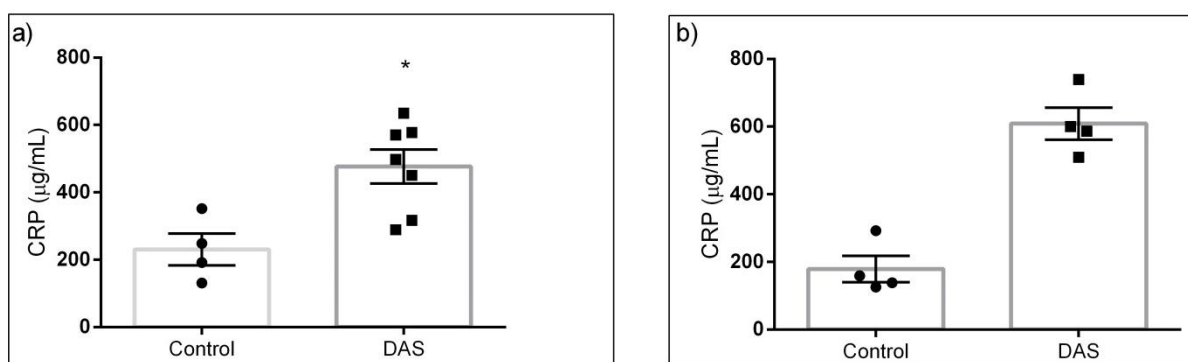 a)
CRP (μg/mL)
800
600
400
200
0
*
Control
DAS
b)
CRP (μg/mL)
800
600
400
200
0
Control
DAS